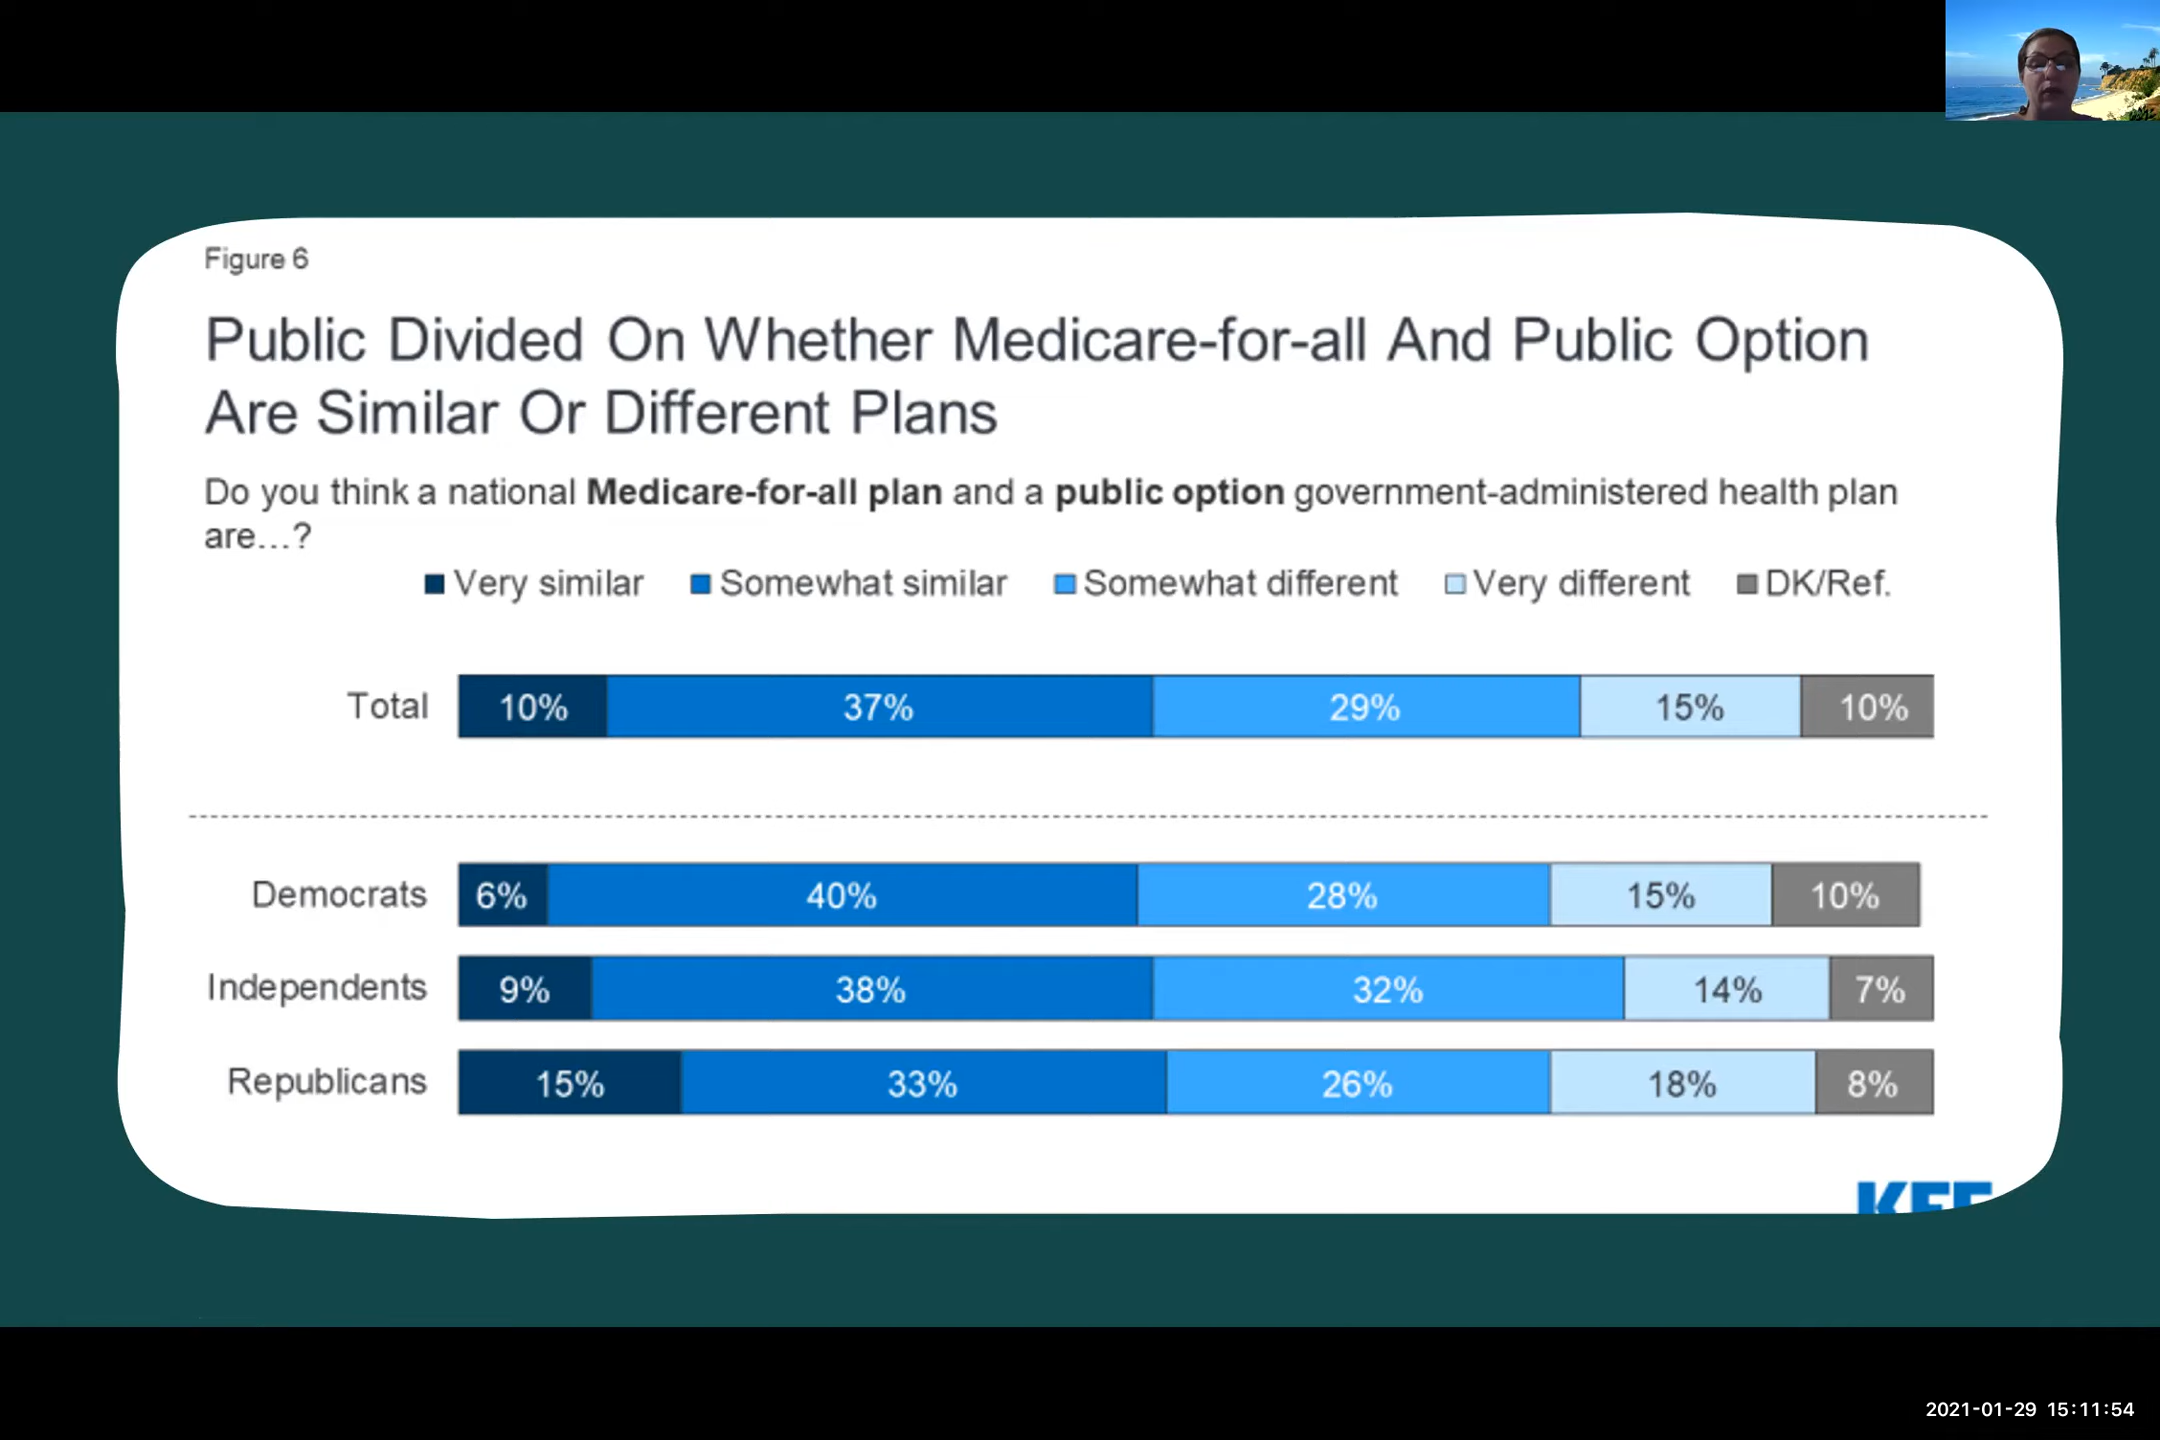 Figure 6
Public Divided On Whether Medicare-for-all And Public Option
Are Similar Or Different Plans
Do you think a national Medicare-for-all plan and a public option government-administered health plan
are...?
Very similar Somewhat similar Somewhat different Very different DK/Ref.
Total 10% 37% 29% 15% 10%
Democrats 6% 40% 28% 15% 10%
Independents 9% 38% 32% 14% 7%
Republicans 15% 33% 26% 18% 8%
KFF
2021-01-29 15:11:54